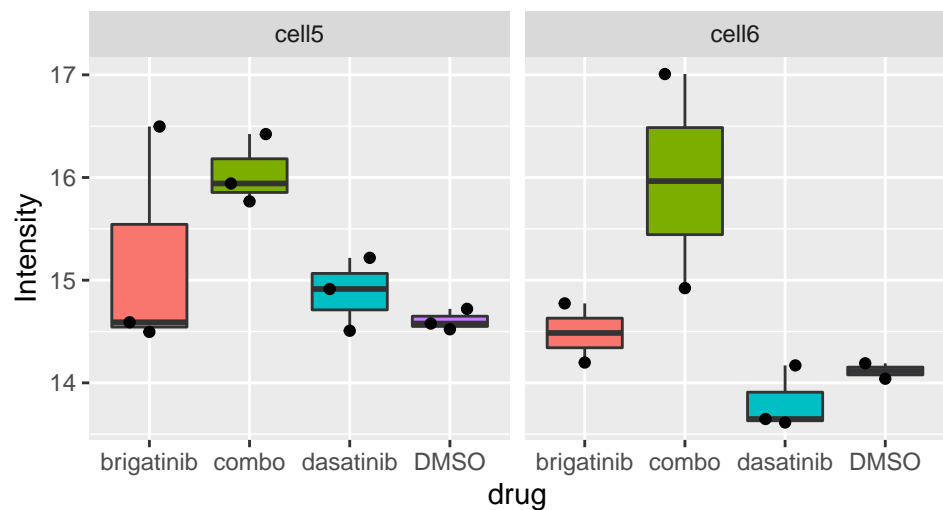 cell5 cell6
17
16
15
14
Intensity
brigatinib combo dasatinib DMSO brigatinib combo dasatinib DMSO
drug